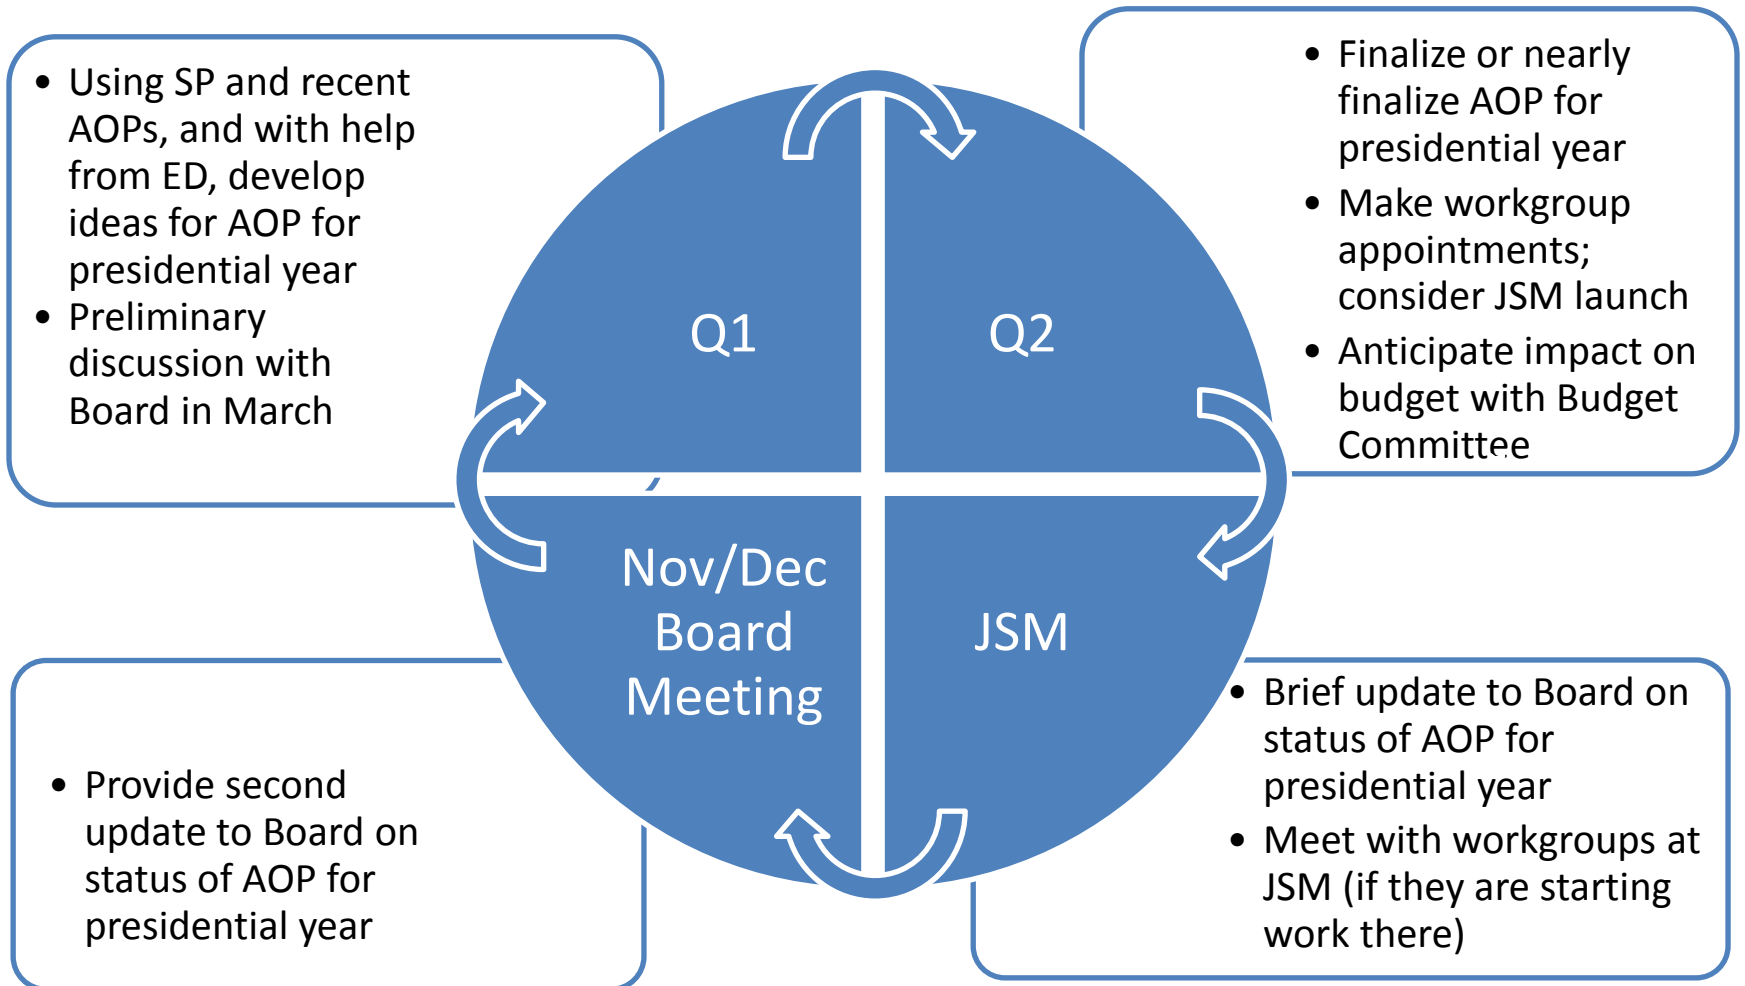 • Using SP and recent
AOPs, and with help
from ED, develop
ideas for AOP for
presidential year
• Preliminary
discussion with
Board in March
• Finalize or nearly
finalize AOP for
presidential year
• Make workgroup
appointments;
consider JSM launch
• Anticipate impact on
budget with Budget
Committee
Q1
Q2
Nov/Dec
Board
Meeting
JSM
• Provide second
update to Board on
status of AOP for
presidential year
• Brief update to Board on
status of AOP for
presidential year
• Meet with workgroups at
JSM (if they are starting
work there)